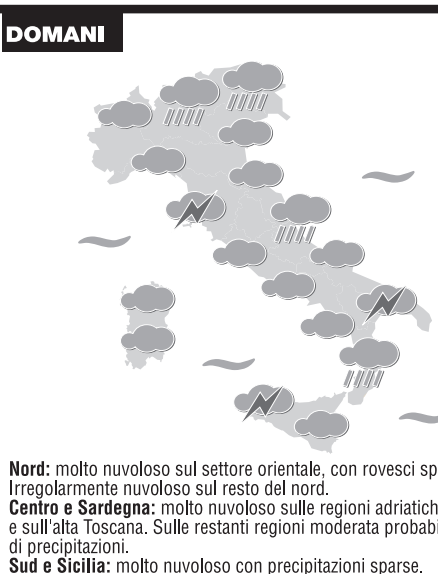 DOMANI
Nord: molto nuvoloso sul settore orientale, con rovesci sp
Irregolarmente nuvoloso sul resto del nord.
Centro e Sardegna: molto nuvoloso sulle regioni adriatich
e sull'alta Toscana. Sulle restanti regioni moderata probabi
di precipitazioni.
Sud e Sicilia: molto nuvoloso con precipitazioni sparse.